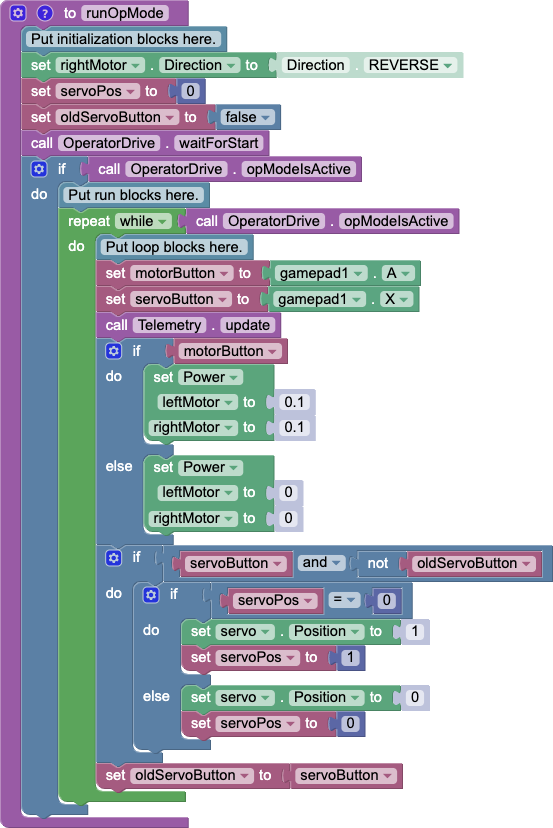 ? to runOpMode
Put initialization blocks here.
set rightMotor . Direction to Direction . REVERSE
set servoPos to 0
set oldServoButton to false
call OperatorDrive . waitForStart
if call OperatorDrive . opModeIsActive
do Put run blocks here.
repeat while call OperatorDrive . opModeIsActive
do Put loop blocks here.
set motorButton to gamepad1 . A
set servoButton to gamepad1 . X
call Telemetry . update
if motorButton
do set Power
leftMotor to 0.1
rightMotor to 0.1
else set Power
leftMotor to 0
rightMotor to 0
if servoButton and not oldServoButton
do if servoPos = 0
do set servo . Position to 1
set servoPos to 1
else set servo . Position to 0
set servoPos to 0
set oldServoButton to servoButton